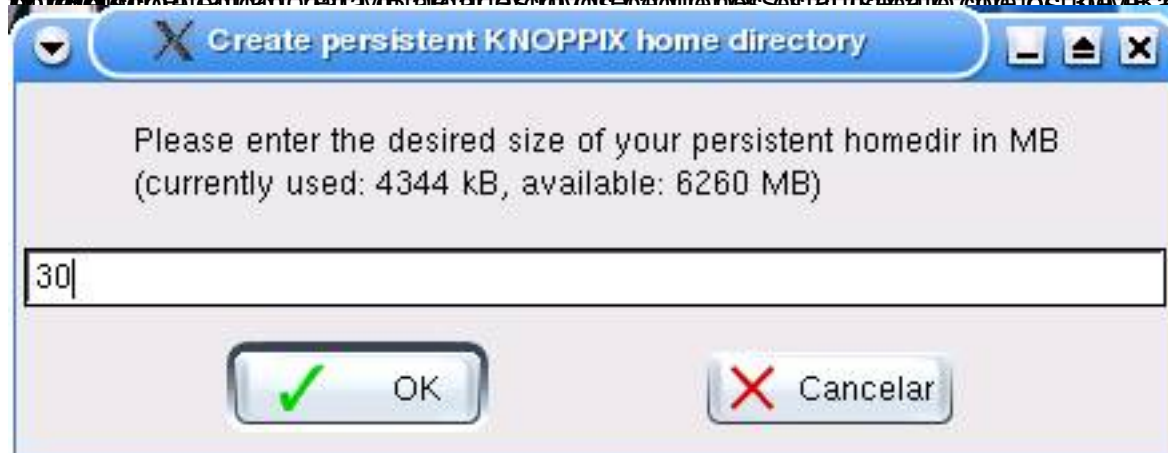 Create persistent KNOPPIX home directory
Please enter the desired size of your persistent homedir in MB
(currently used: 4344 kB, available: 6260 MB)
30
OK
Cancelar